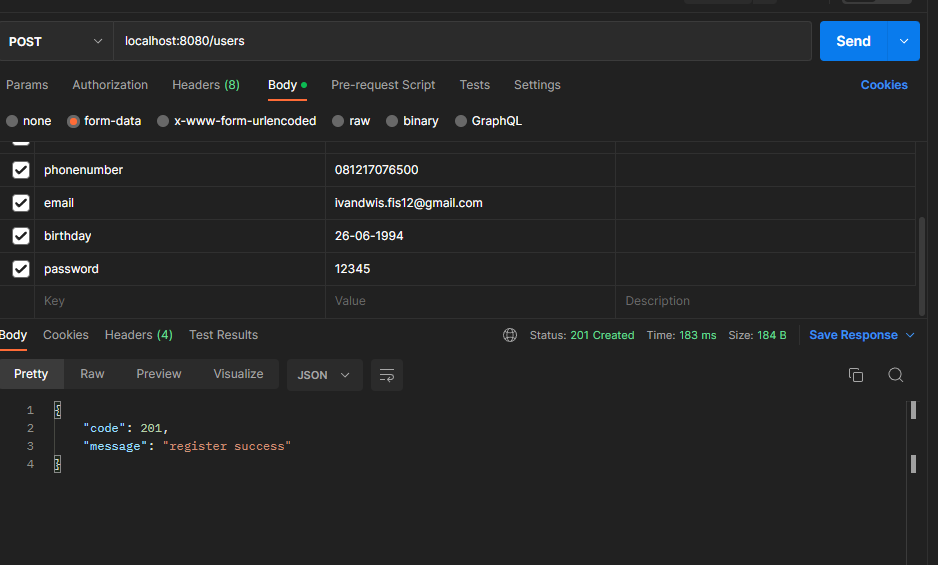 POST localhost:8080/users Send
Params Authorization Headers (8) Body Pre-request Script Tests Settings Cookies
none form-data x-www-form-urlencoded raw binary GraphQL
phonenumber 081217076500
email ivandwis.fis12@gmail.com
birthday 26-06-1994
password 12345
Key Value Description
Body Cookies Headers (4) Test Results Status: 201 Created Time: 183 ms Size: 184 B Save Response
Pretty Raw Preview Visualize JSON
1 {
2 "code": 201,
3 "message": "register success"
4 }